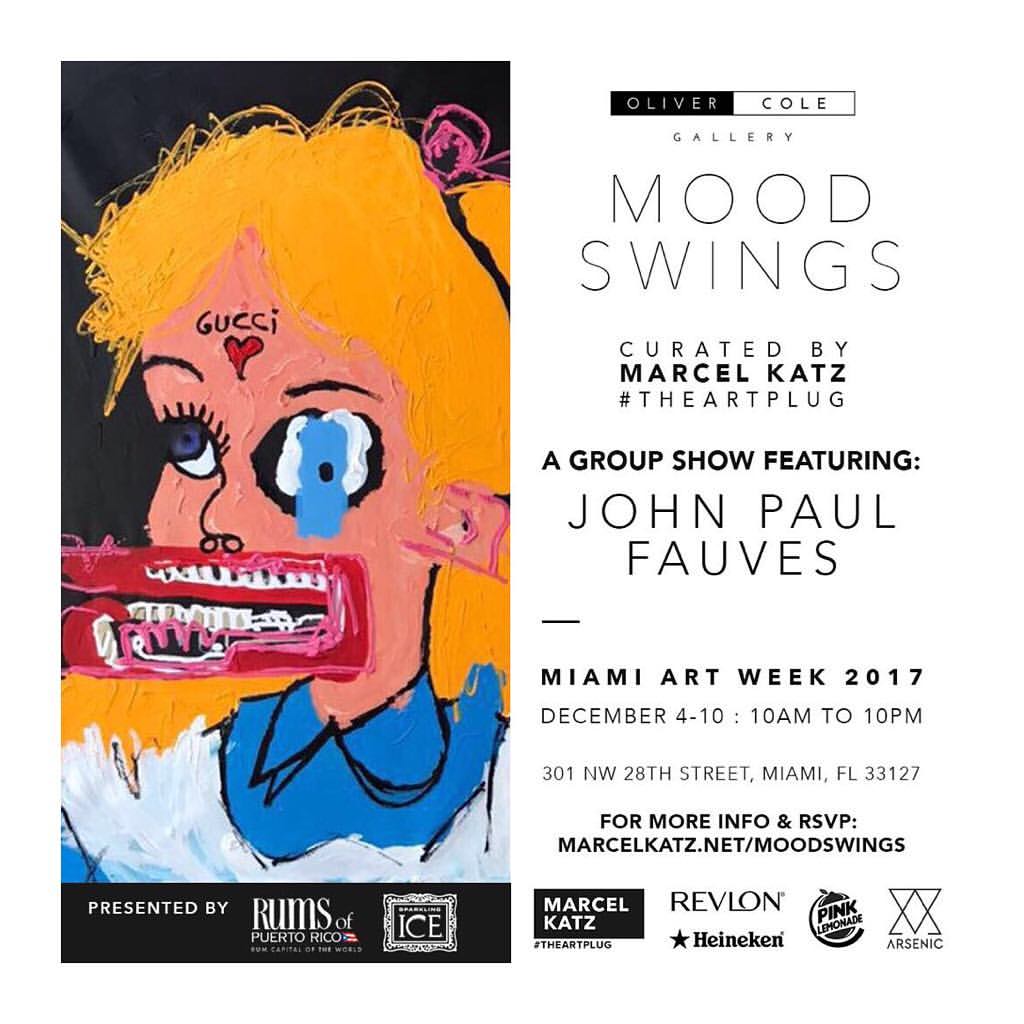 GUCCi
PRESENTED BY
RUMS of
PUERTO RICO
RUM CAPITAL OF THE WORLD
SPARKLING
ICE
OLIVER COLE
GALLERY
MOOD
SWINGS
CURATED BY
MARCEL KATZ
#THEARTPLUG
A GROUP SHOW FEATURING:
JOHN PAUL
FAUVES
MIAMI ART WEEK 2017
DECEMBER 4-10 : 10AM TO 10PM
301 NW 28TH STREET, MIAMI, FL 33127
FOR MORE INFO & RSVP:
MARCELKATZ.NET/MOODSWINGS
MARCEL
KATZ
#THEARTPLUG
REVLON®
Heineken®
PINK
LEMONADE
ARSENIC